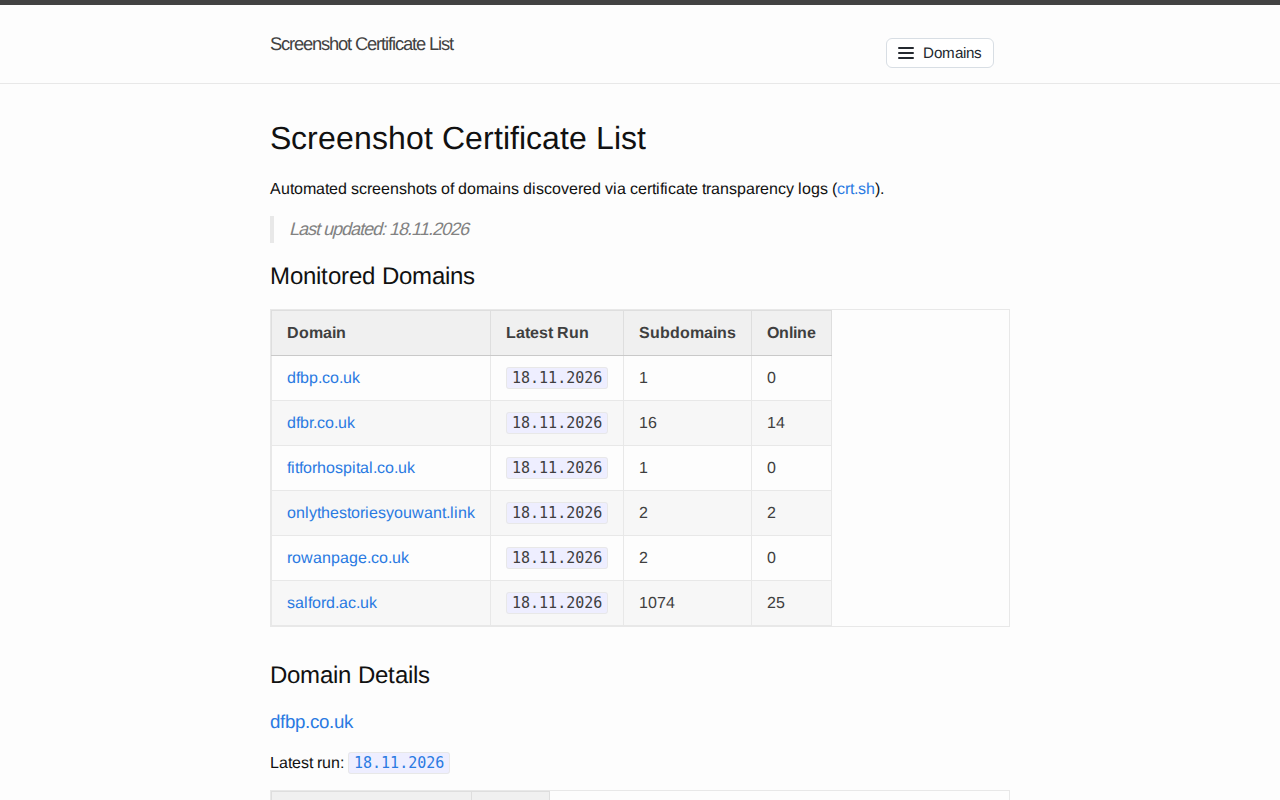 Screenshot Certificate List
Domains
Screenshot Certificate List
Automated screenshots of domains discovered via certificate transparency logs (crt.sh).
Last updated: 18.11.2026
Monitored Domains
Domain Latest Run Subdomains Online
dfbp.co.uk 18.11.2026 1 0
dfbr.co.uk 18.11.2026 16 14
fitforhospital.co.uk 18.11.2026 1 0
onlythestoriesyouwant.link 18.11.2026 2 2
rowanpage.co.uk 18.11.2026 2 0
salford.ac.uk 18.11.2026 1074 25
Domain Details
dfbp.co.uk
Latest run: 18.11.2026